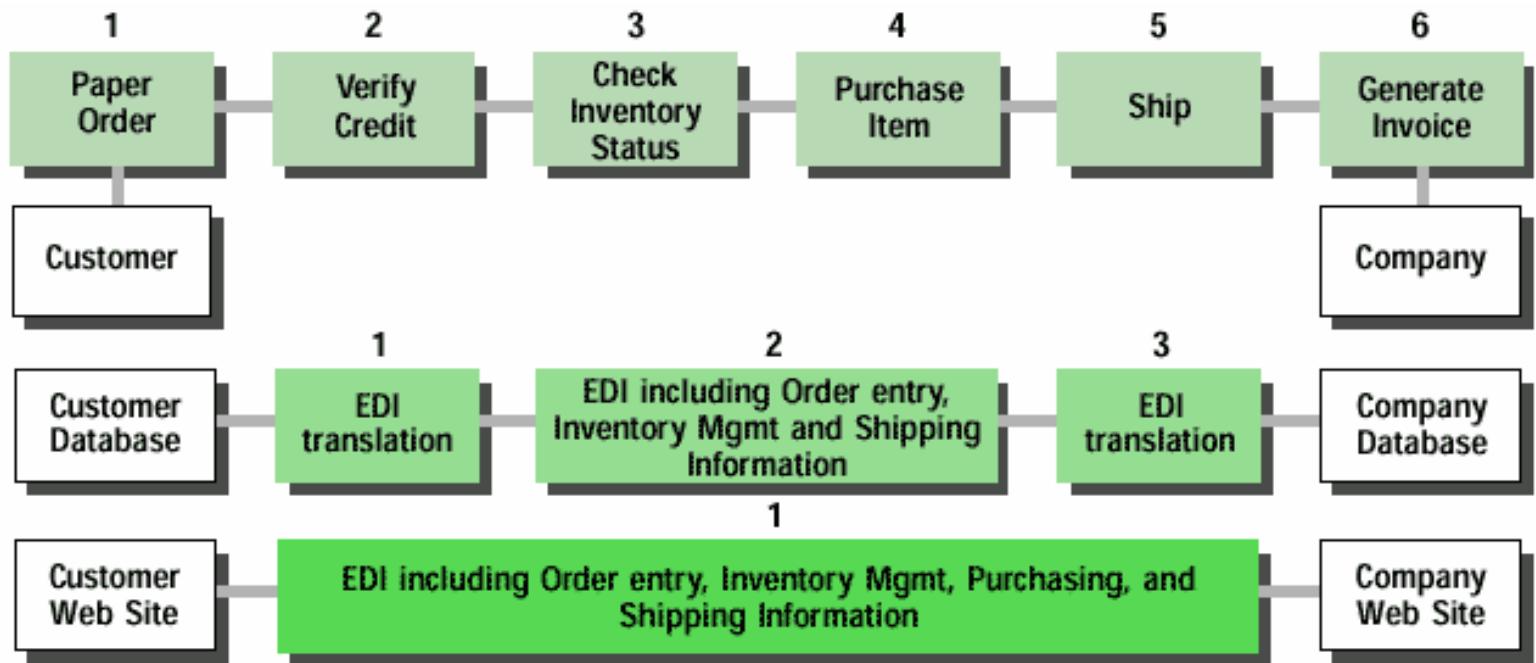 1
2
3
4
5
6
Paper
Order
Verify
Credit
Check
Inventory
Status
Purchase
Item
Ship
Generate
Invoice
Customer
Company
1
2
3
Customer
Database
EDI
translation
EDI including Order entry,
Inventory Mgmt and Shipping
Information
EDI
translation
Company
Database
1
Customer
Web Site
EDI including Order entry, Inventory Mgmt, Purchasing, and
Shipping Information
Company
Web Site